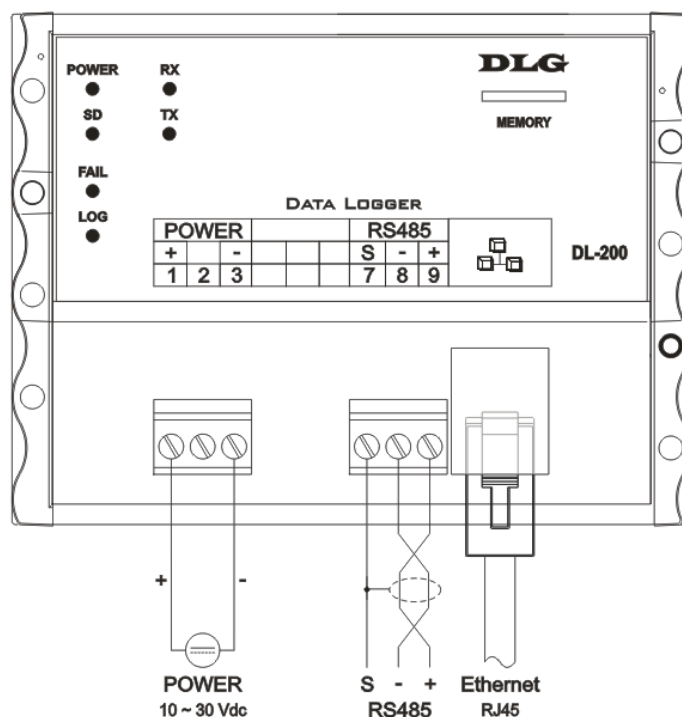 DLG
POWER RX
SD TX
MEMORY
FAIL
LOG
DATA LOGGER
POWER RS485
+ - S - +
1 2 3 7 8 9
DL-200
+ -
POWER
10 ~ 30 Vdc
S - +
RS485
Ethernet
RJ45